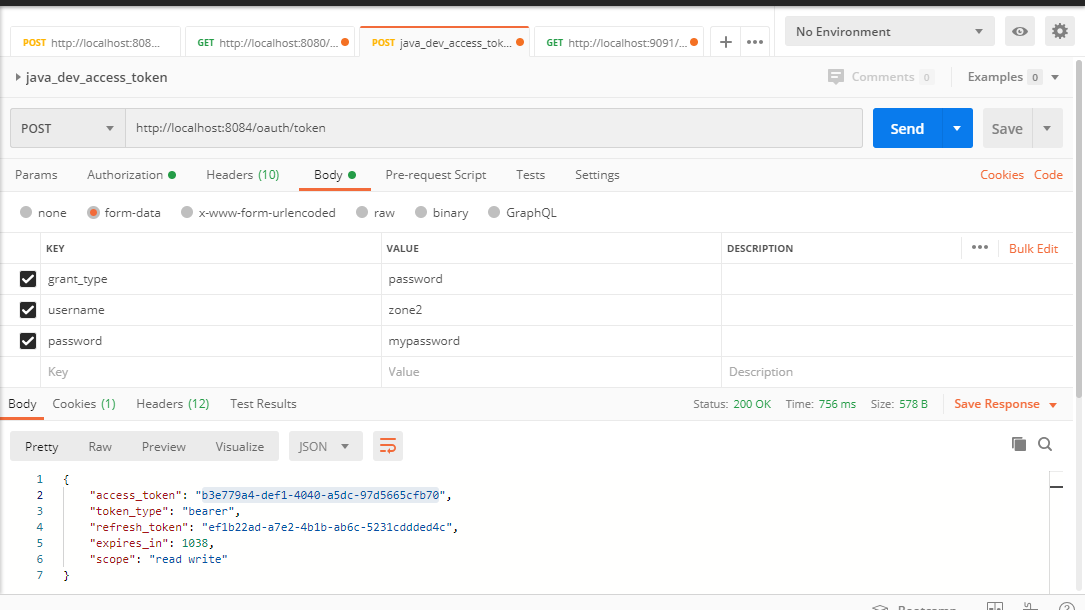 POST http://localhost:808... GET http://localhost:8080/... POST java_dev_access_tok... GET http://localhost:9091/... + ••• No Environment
java_dev_access_token Comments 0 Examples 0
POST http://localhost:8084/oauth/token Send Save
Params Authorization Headers (10) Body Pre-request Script Tests Settings Cookies Code
none form-data x-www-form-urlencoded raw binary GraphQL
KEY VALUE DESCRIPTION ••• Bulk Edit
grant_type password
username zone2
password mypassword
Key Value Description
Body Cookies (1) Headers (12) Test Results Status: 200 OK Time: 756 ms Size: 578 B Save Response
Pretty Raw Preview Visualize JSON
1 {
2 "access_token": "b3e779a4-def1-4040-a5dc-97d5665cfb70",
3 "token_type": "bearer",
4 "refresh_token": "ef1b22ad-a7e2-4b1b-ab6c-5231cddded4c",
5 "expires_in": 1038,
6 "scope": "read write"
7 }
Bootcamp